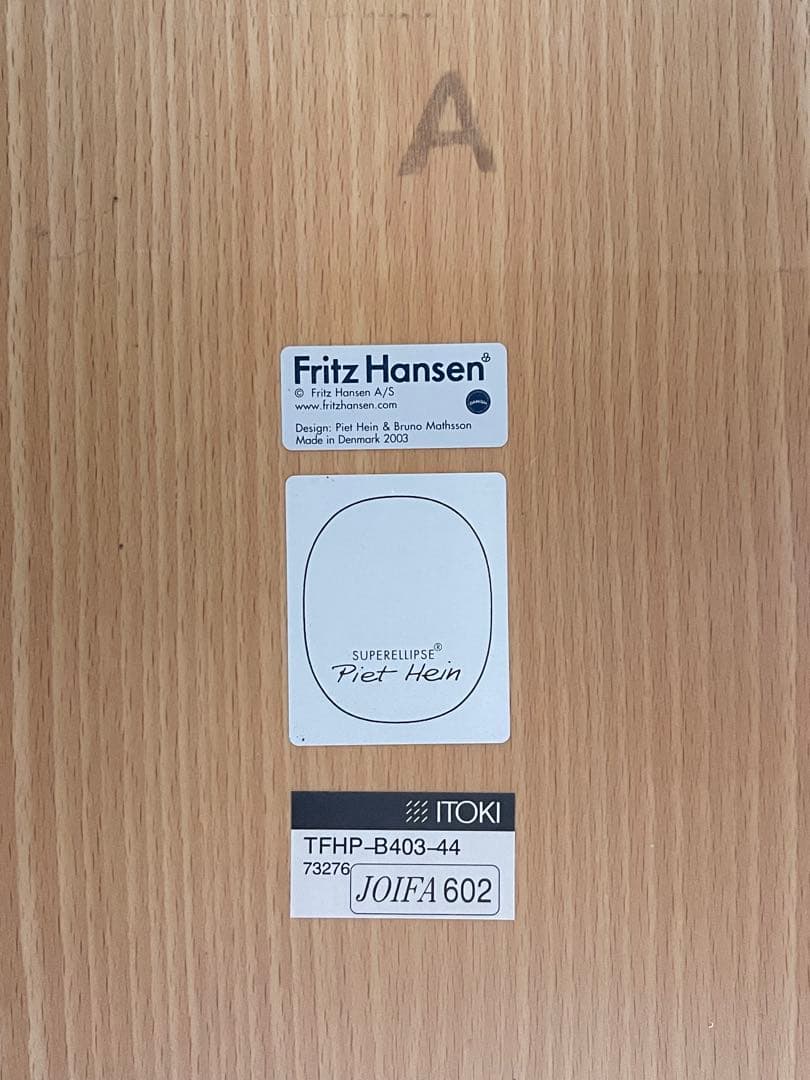 A
Fritz Hansen
© Fritz Hansen A/S
www.fritzhansen.com
Design: Piet Hein & Bruno Mathsson
Made in Denmark 2003
SUPERELLIPSE®
Piet Hein
ITOKI
TFHP-B403-44
73276
JOIFA 602